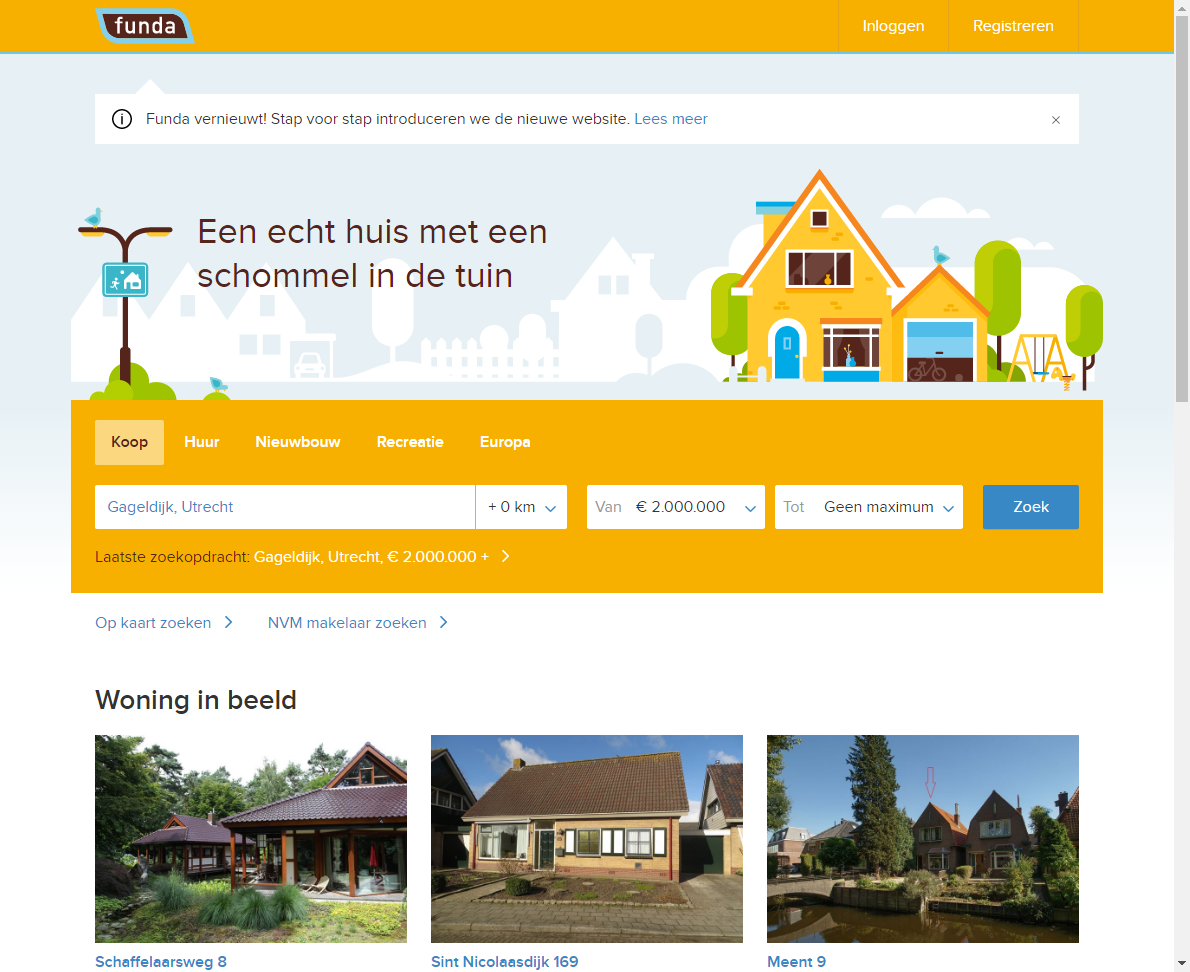 funda
Inloggen
Registreren
Funda vernieuwt! Stap voor stap introduceren we de nieuwe website. Lees meer
Een echt huis met een
schommel in de tuin
Koop
Huur
Nieuwbouw
Recreatie
Europa
Gageldijk, Utrecht
+ 0 km
Van € 2.000.000
Tot Geen maximum
Zoek
Laatste zoekopdracht: Gageldijk, Utrecht, € 2.000.000 +
Op kaart zoeken
NVM makelaar zoeken
Woning in beeld
Schaffelaarsweg 8
Sint Nicolaasdijk 169
Meent 9